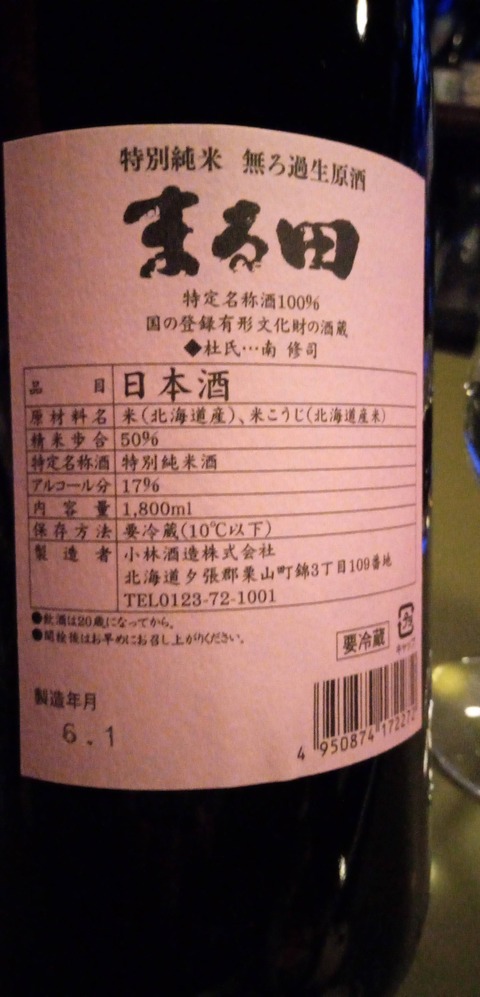 特別純米 無ろ過生原酒
まる田
特定名称酒100%
国の登録有形文化財の酒蔵
◆杜氏…南 修司
品目 日本酒
原材料名 米(北海道産)、米こうじ(北海道産米)
精米歩合 50%
特定名称酒 特別純米酒
アルコール分 17%
内容量 1,800ml
保存方法 要冷蔵(10℃以下)
製造者 小林酒造株式会社
北海道夕張郡栗山町錦3丁目109番地
TEL0123-72-1001
●飲酒は20歳になってから。
●開栓後はお早めにお召し上がりください。
要冷蔵
キャップ
製造年月
6.1
4 950874 172272